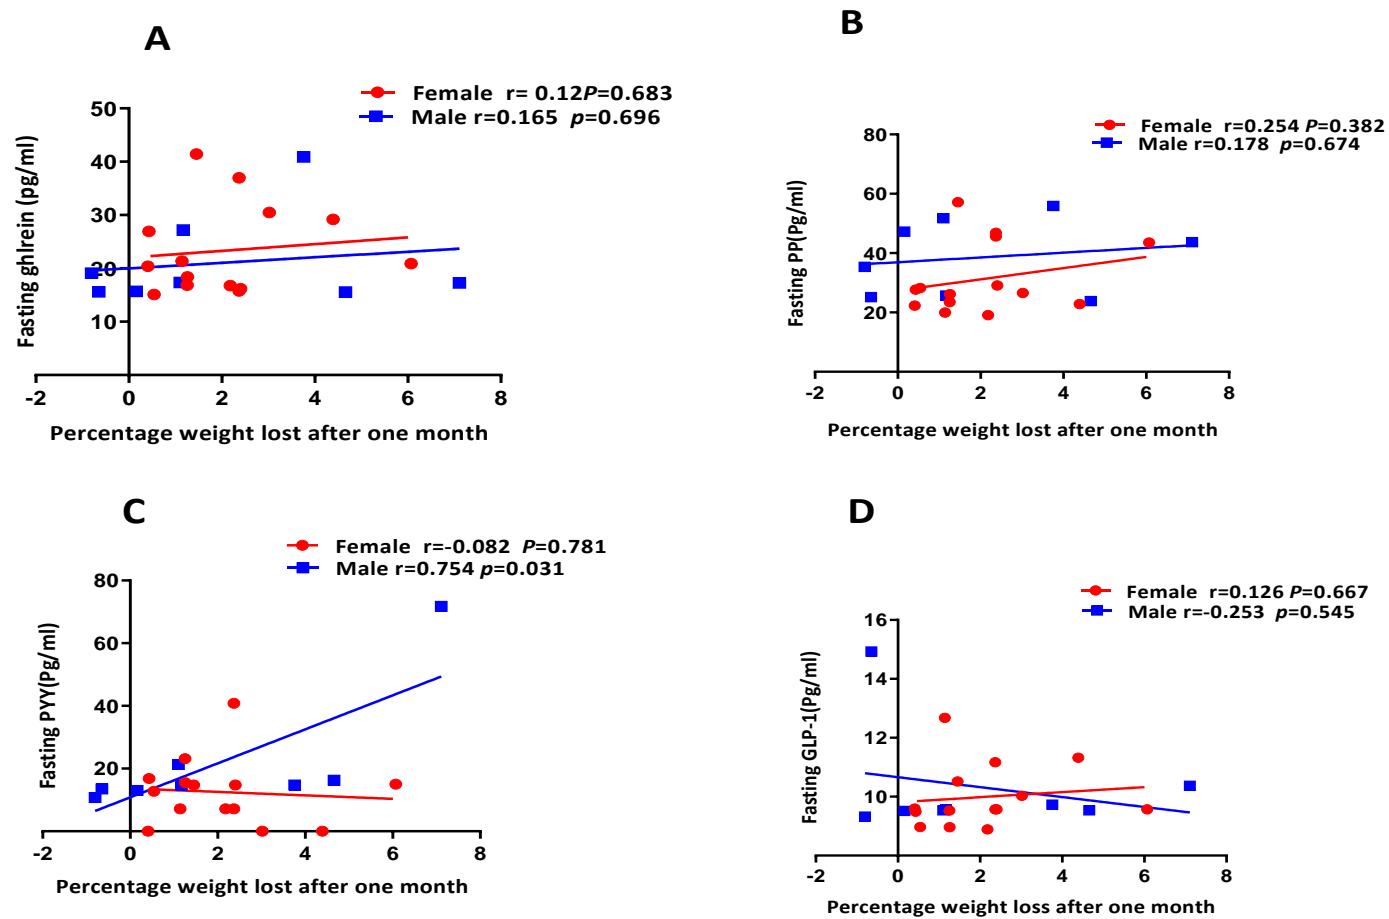 A
Female r= 0.12P=0.683
Male r=0.165 p=0.696
Fasting ghlrein (pg/ml)
50
40
30
20
10
-2 0 2 4 6 8
Percentage weight lost after one month
B
Female r=0.254 P=0.382
Male r=0.178 p=0.674
Fasting PP(Pg/ml)
80
60
40
20
-2 0 2 4 6 8
Percentage weight lost after one month
C
Female r=-0.082 P=0.781
Male r=0.754 p=0.031
Fasting PYY(Pg/ml)
80
60
40
20
-2 0 2 4 6 8
Percentage weight lost after one month
D
Female r=0.126 P=0.667
Male r=-0.253 p=0.545
Fasting GLP-1(Pg/ml)
16
14
12
10
-2 0 2 4 6 8
Percentage weight loss after one month